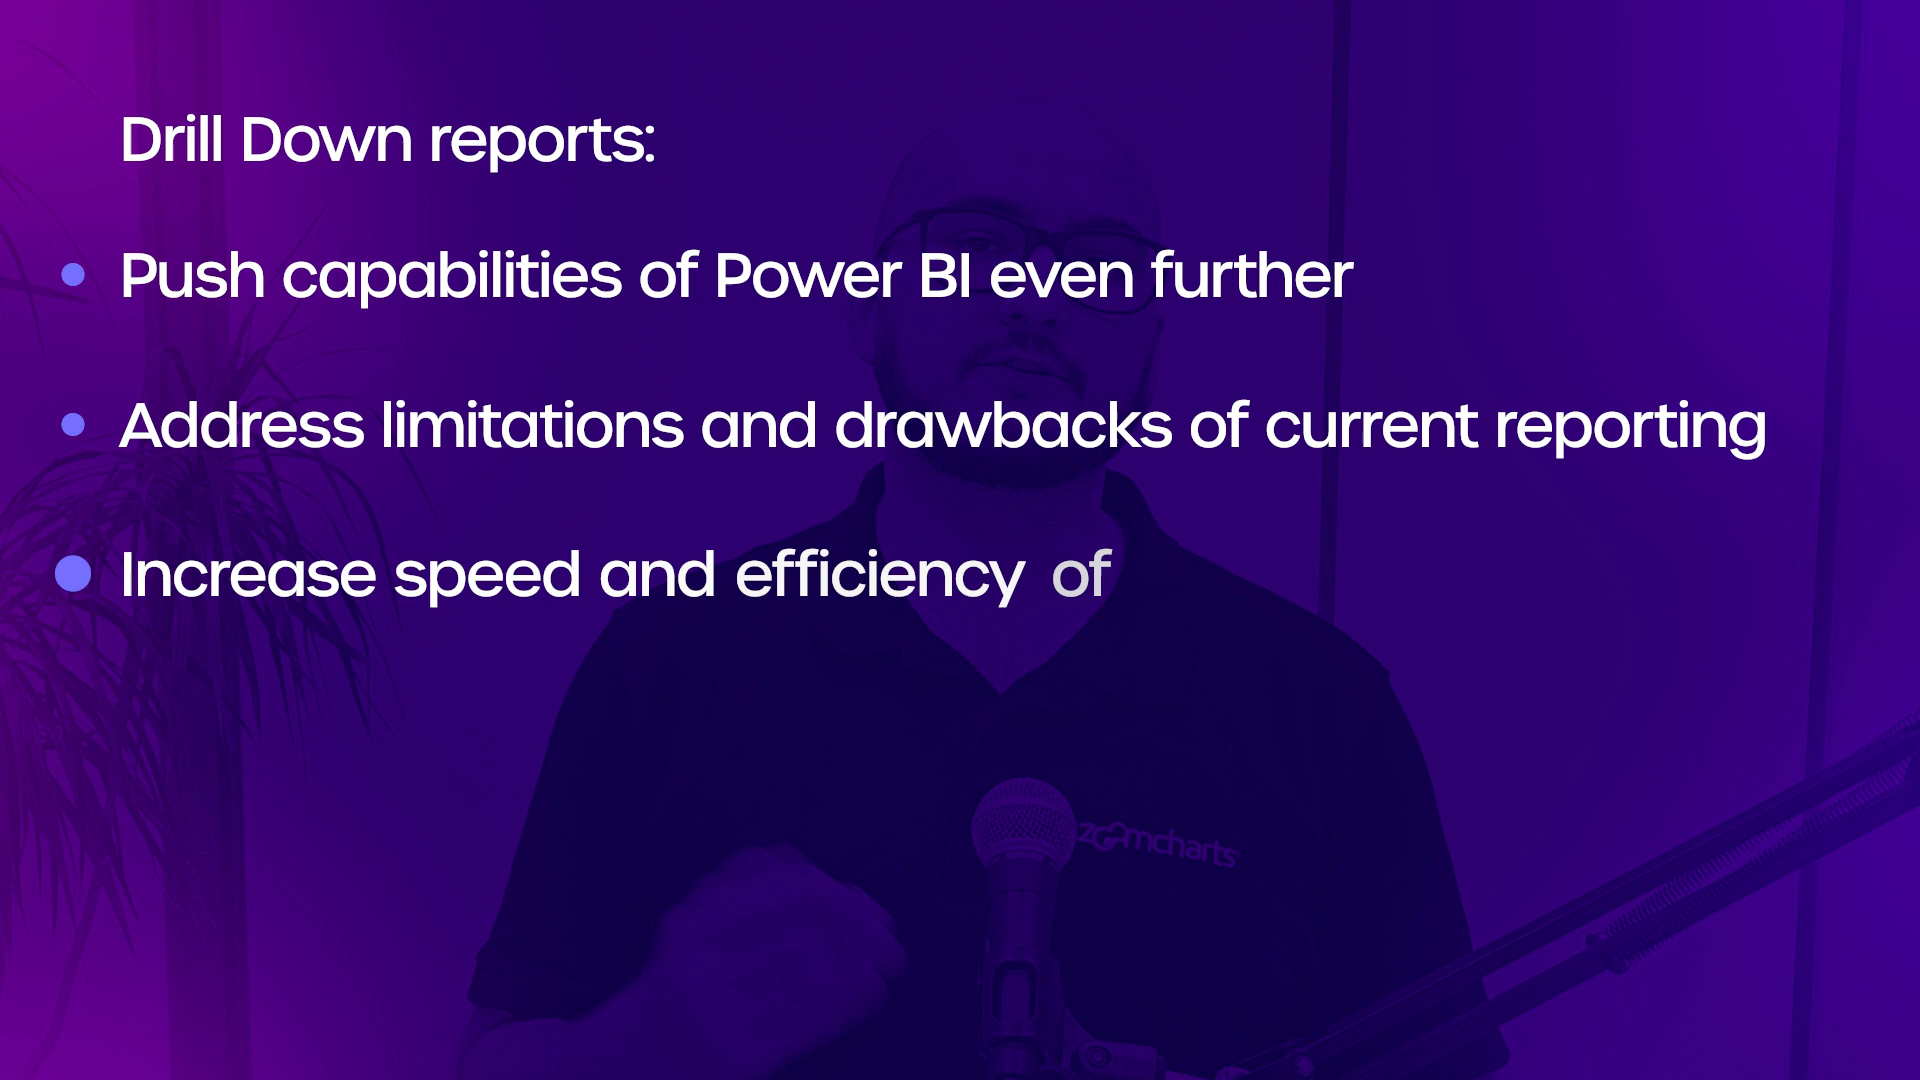 Drill Down reports:
Push capabilities of Power BI even further
Address limitations and drawbacks of current reporting
Increase speed and efficiency of
zoomcharts